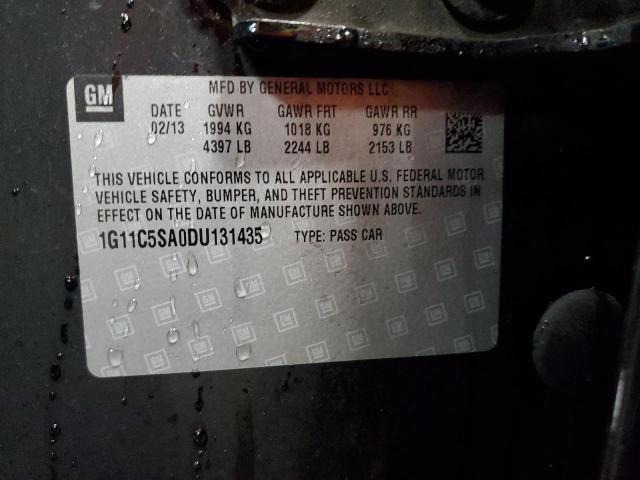 GM
MFD BY GENERAL MOTORS LLC
DATE GVWR GAWR FRT GAWR RR
02/13 1994 KG 1018 KG 976 KG
4397 LB 2244 LB 2153 LB
THIS VEHICLE CONFORMS TO ALL APPLICABLE U.S. FEDERAL MOTOR
VEHICLE SAFETY, BUMPER, AND THEFT PREVENTION STANDARDS IN
EFFECT ON THE DATE OF MANUFACTURE SHOWN ABOVE.
1G11C5SA0DU131435 TYPE: PASS CAR